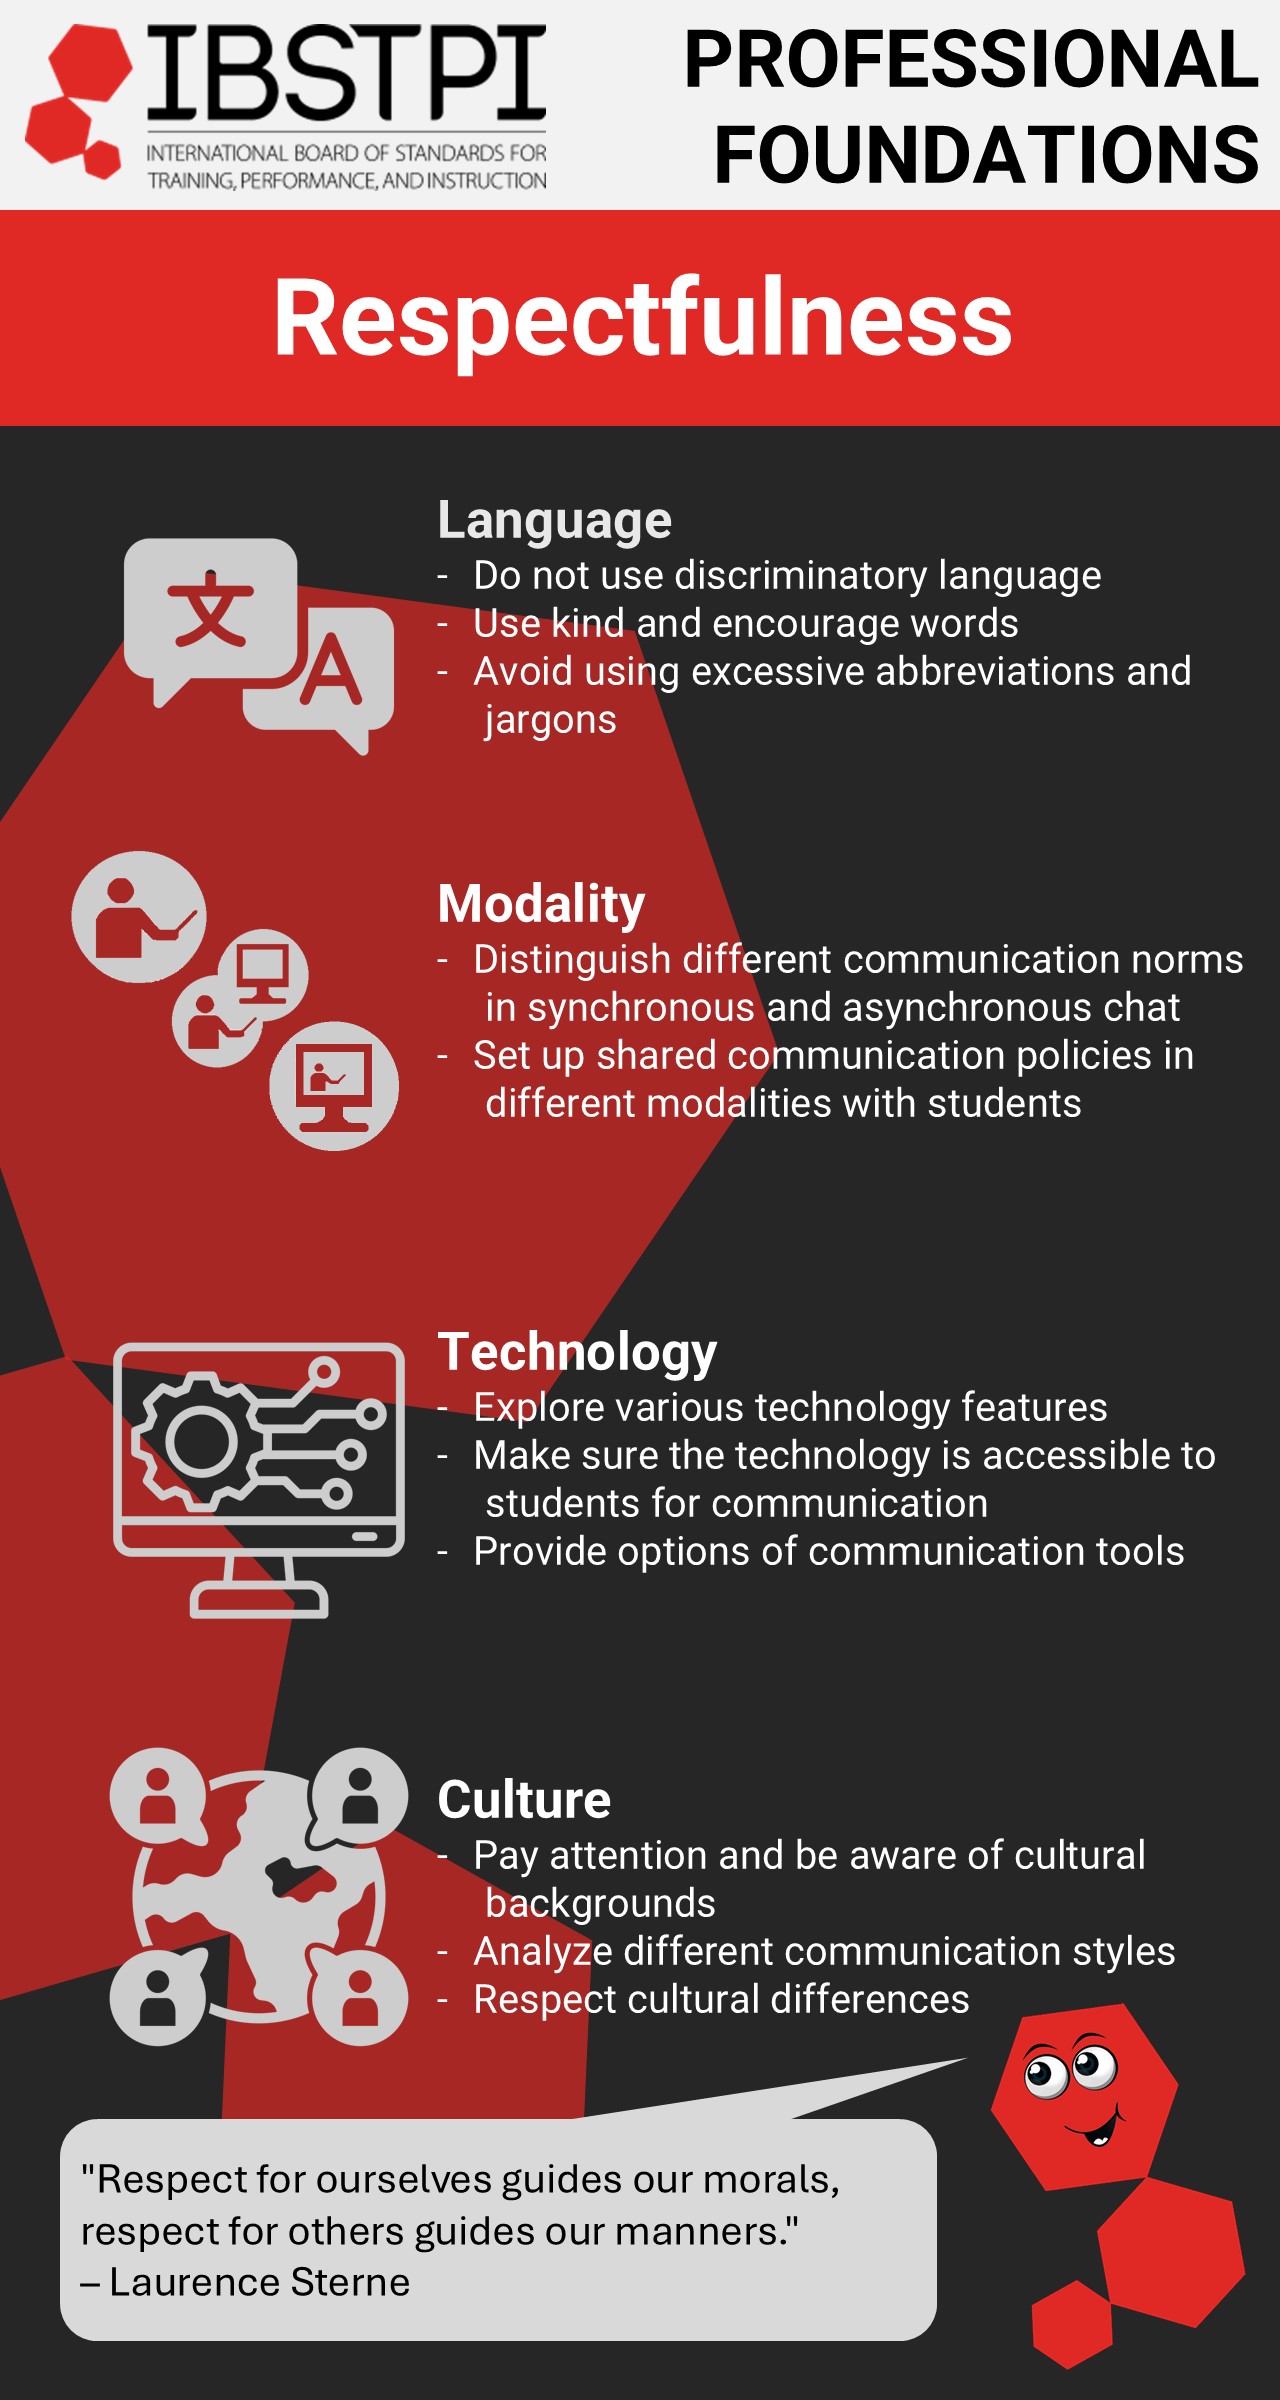 IBSTPI
INTERNATIONAL BOARD OF STANDARDS FOR
TRAINING, PERFORMANCE, AND INSTRUCTION
PROFESSIONAL
FOUNDATIONS
Respectfulness
文
A
Language
- Do not use discriminatory language
- Use kind and encourage words
- Avoid using excessive abbreviations and
jargons
Modality
- Distinguish different communication norms
in synchronous and asynchronous chat
- Set up shared communication policies in
different modalities with students
Technology
- Explore various technology features
- Make sure the technology is accessible to
students for communication
- Provide options of communication tools
Culture
- Pay attention and be aware of cultural
backgrounds
- Analyze different communication styles
- Respect cultural differences
"Respect for ourselves guides our morals,
respect for others guides our manners."
– Laurence Sterne